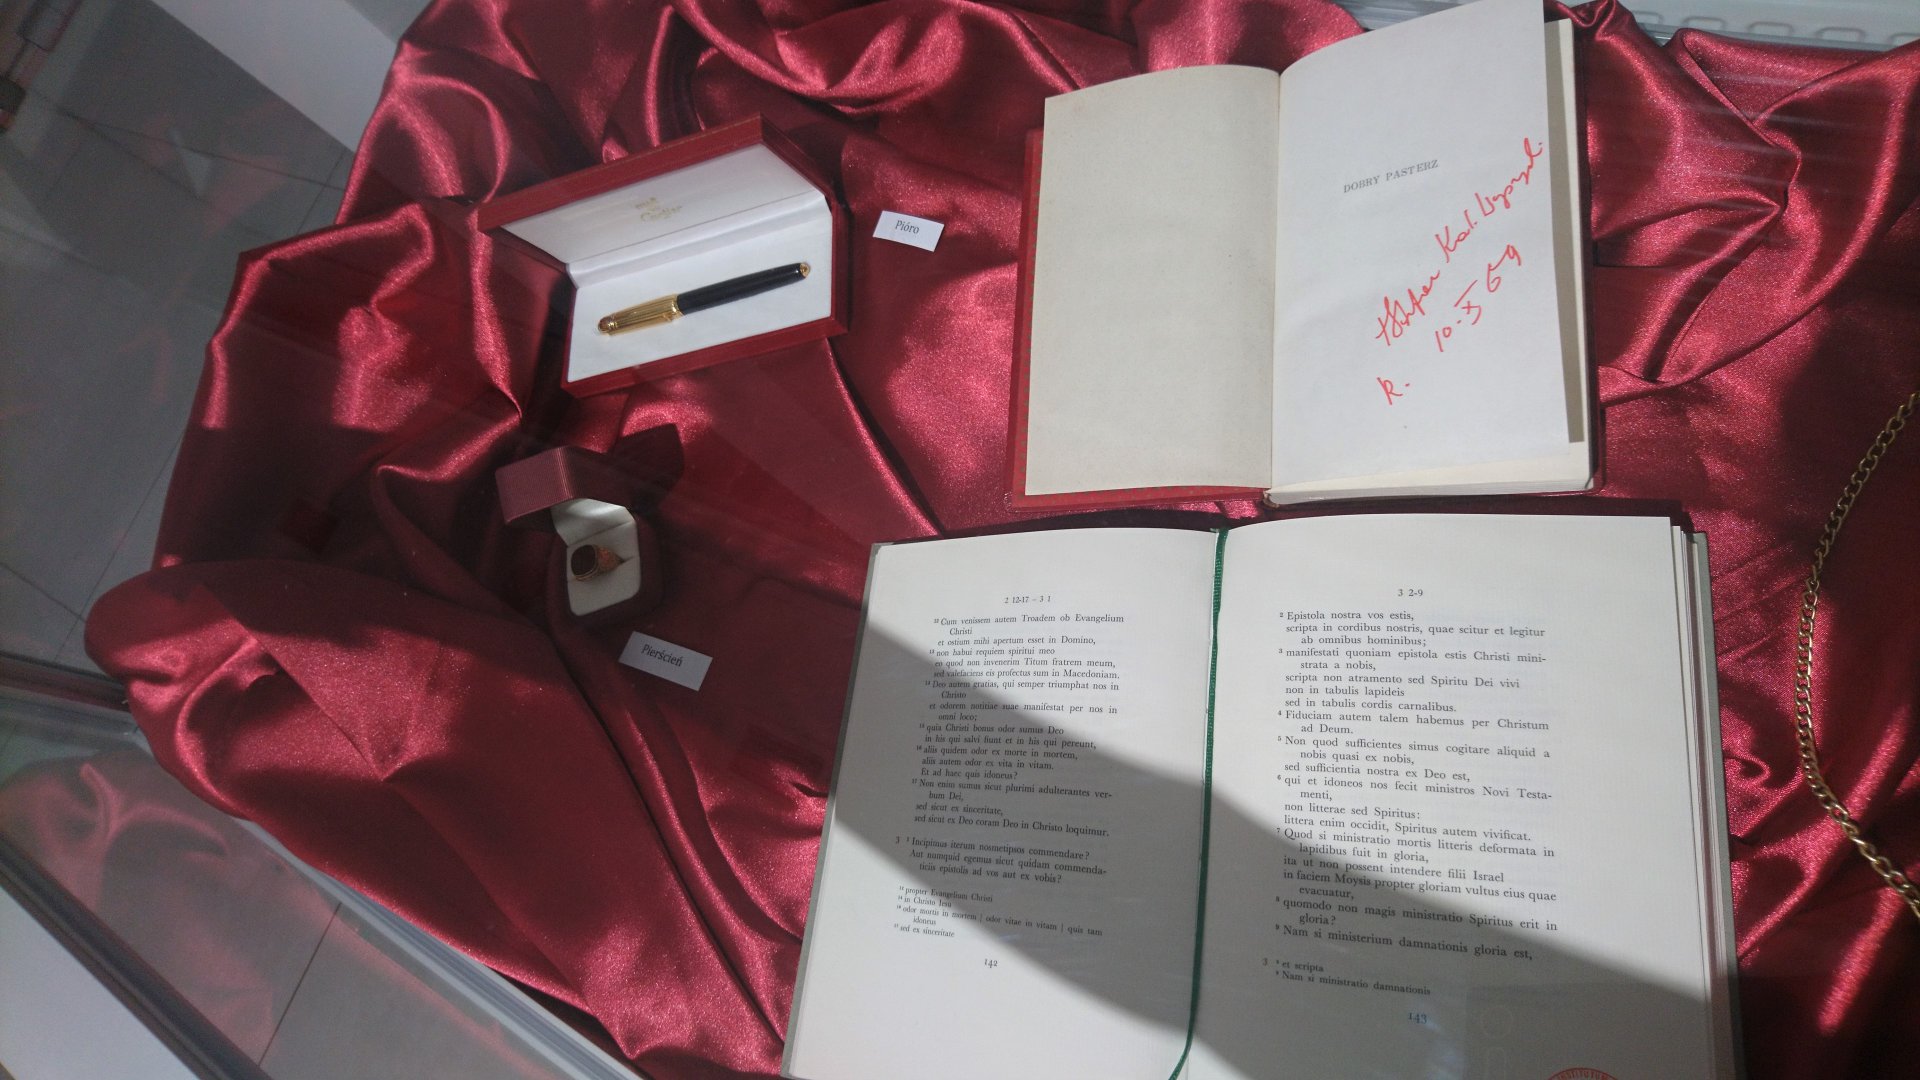 must
de
Cartier
Pióro
Pierścień
DOBRY PASTERZ
10. X 69
R.
2 12-17 – 3 1
12 Cum venissem autem Troadem ob Evangelium
Christi
et ostium mihi apertum esset in Domino,
13 non habui requiem spiritui meo
eo quod non invenerim Titum fratrem meum,
sed valefaciens eis profectus sum in Macedoniam.
14 Deo autem gratias, qui semper triumphat nos in
Christo
et odorem notitiae suae manifestat per nos in
omni loco;
15 quia Christi bonus odor sumus Deo
in his qui salvi fiunt et in his qui pereunt,
16 aliis quidem odor ex morte in mortem,
aliis autem odor ex vita in vitam.
Et ad haec quis idoneus?
17 Non enim sumus sicut plurimi adulterantes ver-
bum Dei,
sed sicut ex sinceritate,
sed sicut ex Deo coram Deo in Christo loquimur.
3 1 Incipimus iterum nosmetipsos commendare?
Aut numquid egemus sicut quidam commenda-
ticiis epistolis ad vos aut ex vobis?
12 propter Evangelium Christi
14 in Christo Iesu
16 odor mortis in mortem | odor vitae in vitam | quis tam
idoneus
17 sed ex sinceritate
142
3 2-9
2 Epistola nostra vos estis,
scripta in cordibus nostris, quae scitur et legitur
ab omnibus hominibus;
3 manifestati quoniam epistola estis Christi mini-
strata a nobis,
scripta non atramento sed Spiritu Dei vivi
non in tabulis lapideis
sed in tabulis cordis carnalibus.
4 Fiduciam autem talem habemus per Christum
ad Deum.
5 Non quod sufficientes simus cogitare aliquid a
nobis quasi ex nobis,
sed sufficientia nostra ex Deo est,
6 qui et idoneos nos fecit ministros Novi Testa-
menti,
non litterae sed Spiritus:
littera enim occidit, Spiritus autem vivificat.
7 Quod si ministratio mortis litteris deformata in
lapidibus fuit in gloria,
ita ut non possent intendere filii Israel
in faciem Moysis propter gloriam vultus eius quae
evacuatur,
8 quomodo non magis ministratio Spiritus erit in
gloria?
9 Nam si ministerium damnationis gloria est,
3 2 et scripta
9 Nam si ministratio damnationis
143